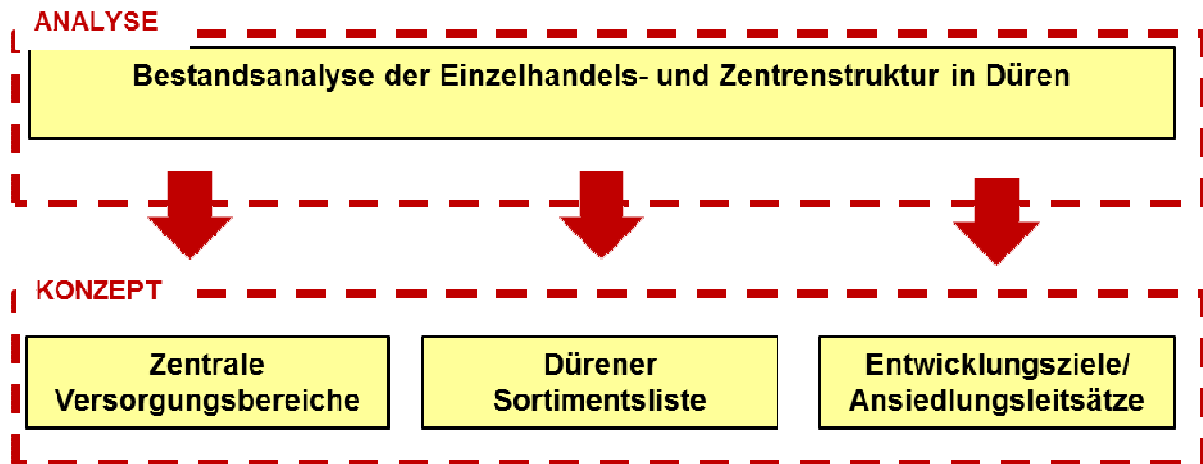 ANALYSE
Bestandsanalyse der Einzelhandels- und Zentrenstruktur in Düren
KONZEPT
Zentrale
Versorgungsbereiche
Dürener
Sortimentsliste
Entwicklungsziele/
Ansiedlungsleitsätze